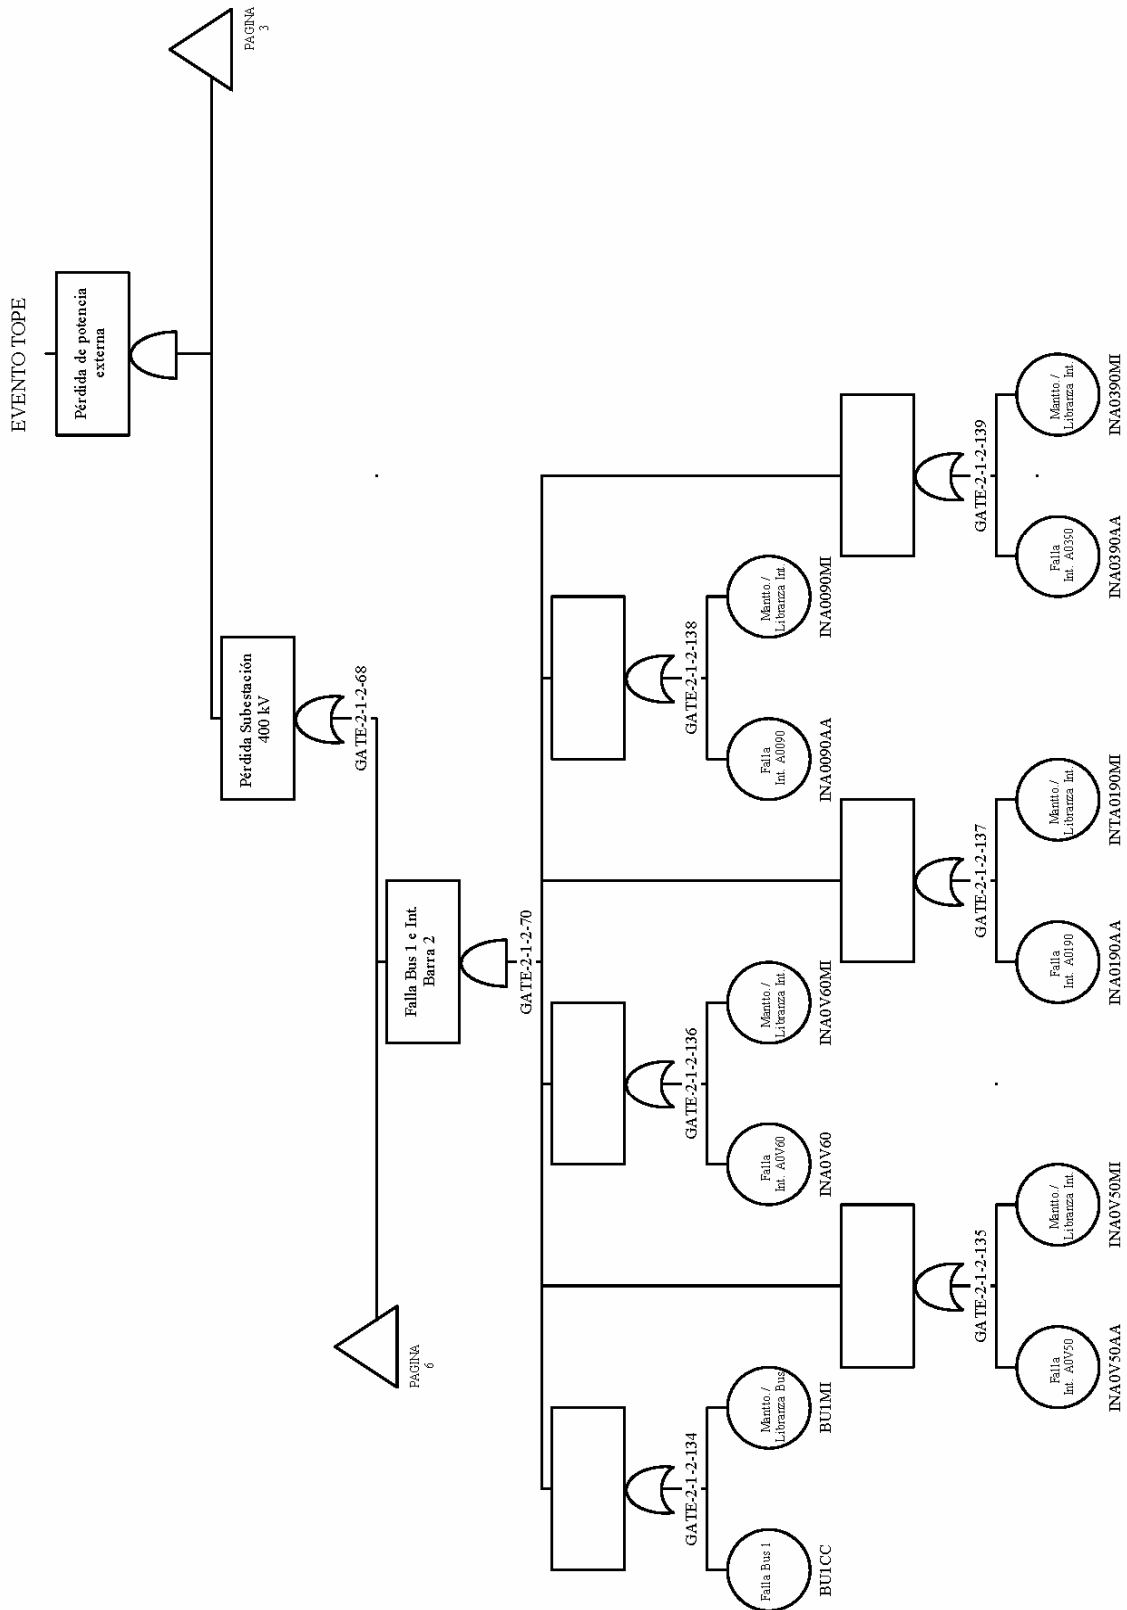 EVENTO TOPE
Pérdida de potencia
externa
PAGINA
3
Pérdida Subestación
400 kV
GATE-2-1-2-68
PAGINA
6
Falla Bus 1 e Int.
Barra 2
GATE-2-1-2-70
GATE-2-1-2-134
Falla Bus 1
BU1CC
Mantto./
Libranza Bus
BU1MI
GATE-2-1-2-136
Falla
Int. A0V60
INA0V60
Mantto./
Libranza Int.
INA0V60MI
GATE-2-1-2-138
Falla
Int. A0090
INA0090AA
Mantto./
Libranza Int.
INA0090MI
GATE-2-1-2-135
Falla
Int. A0V50
INA0V50AA
Mantto./
Libranza Int.
INA0V50MI
GATE-2-1-2-137
Falla
Int. A0190
INA0190AA
Mantto./
Libranza Int.
INTA0190MI
GATE-2-1-2-139
Falla
Int. A0390
INA0390AA
Mantto./
Libranza Int.
INA0390MI